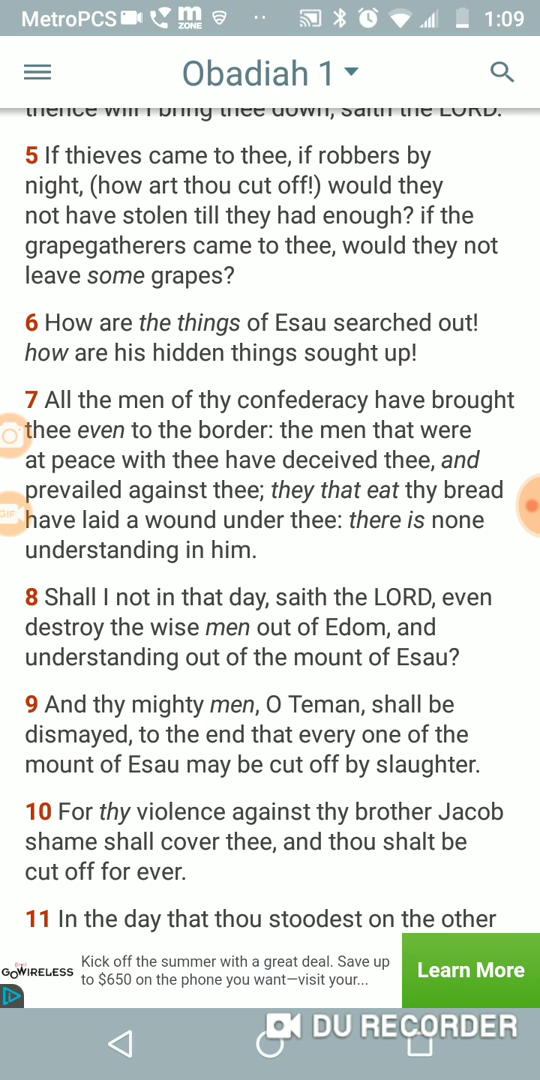 MetroPCS
m
ZONE
1:09
Obadiah 1
thence will I bring thee down, saith the LORD.
5 If thieves came to thee, if robbers by
night, (how art thou cut off!) would they
not have stolen till they had enough? if the
grapegatherers came to thee, would they not
leave some grapes?
6 How are the things of Esau searched out!
how are his hidden things sought up!
7 All the men of thy confederacy have brought
thee even to the border: the men that were
at peace with thee have deceived thee, and
prevailed against thee; they that eat thy bread
have laid a wound under thee: there is none
understanding in him.
8 Shall I not in that day, saith the LORD, even
destroy the wise men out of Edom, and
understanding out of the mount of Esau?
9 And thy mighty men, O Teman, shall be
dismayed, to the end that every one of the
mount of Esau may be cut off by slaughter.
10 For thy violence against thy brother Jacob
shame shall cover thee, and thou shalt be
cut off for ever.
11 In the day that thou stoodest on the other
GIF
GOWIRELESS
Kick off the summer with a great deal. Save up
to $650 on the phone you want—visit your...
Learn More
DU RECORDER